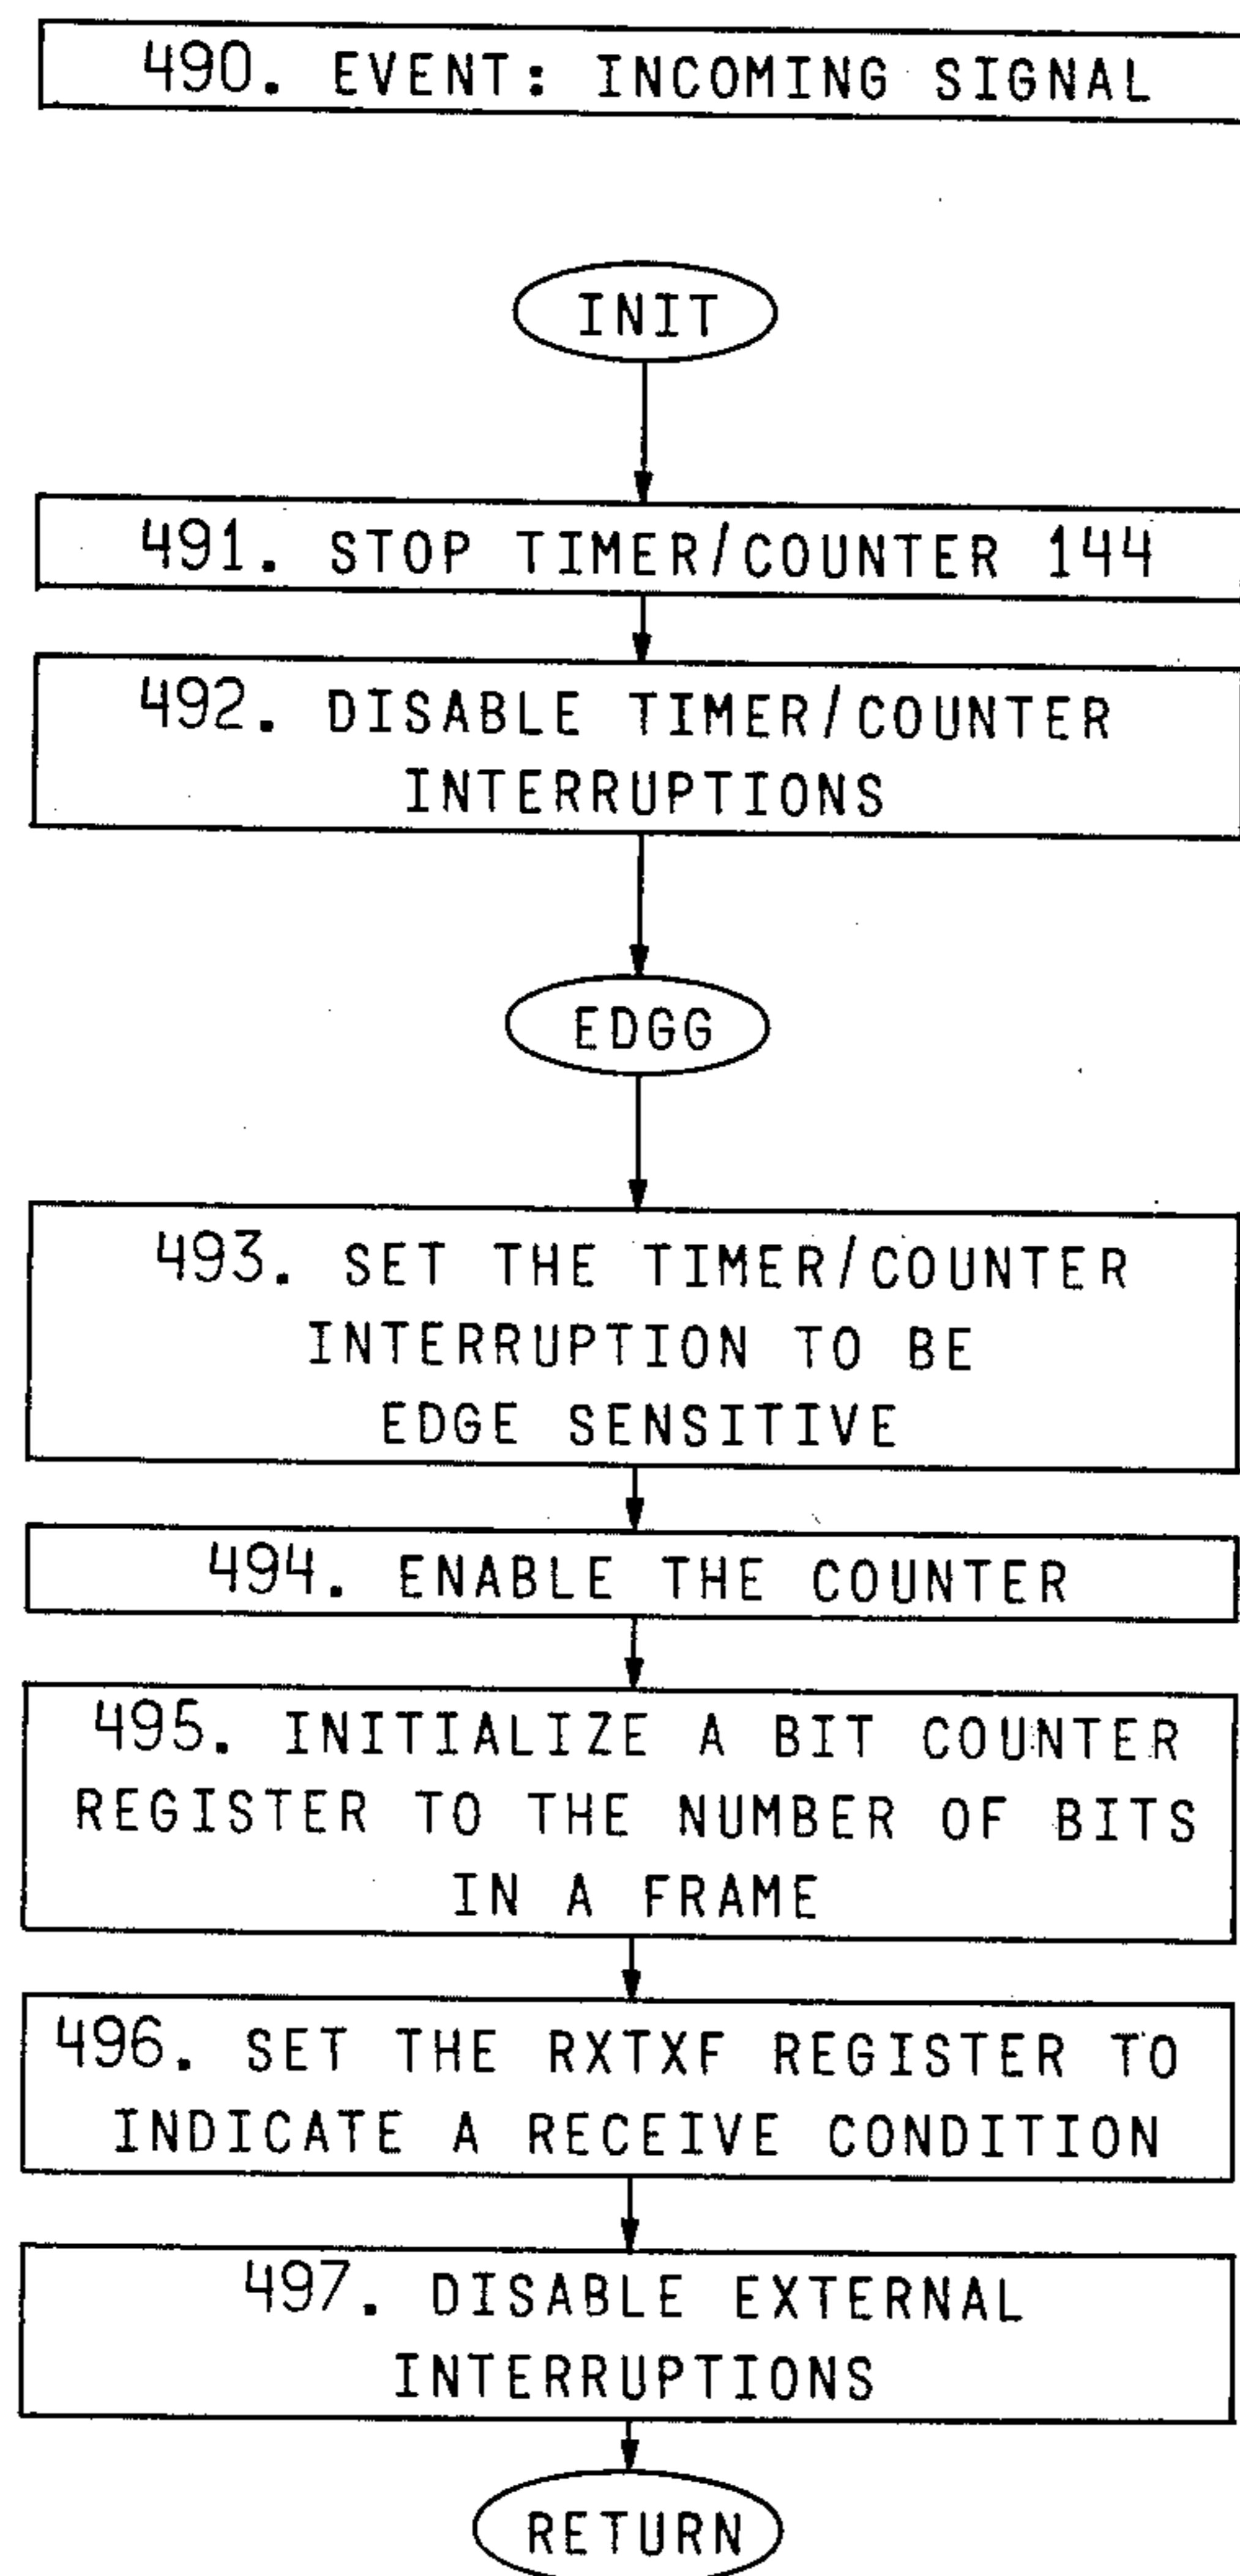 490. EVENT: INCOMING SIGNAL
INIT
491. STOP TIMER/COUNTER 144
492. DISABLE TIMER/COUNTER
INTERRUPTIONS
EDGG
493. SET THE TIMER/COUNTER
INTERRUPTION TO BE
EDGE SENSITIVE
494. ENABLE THE COUNTER
495. INITIALIZE A BIT COUNTER
REGISTER TO THE NUMBER OF BITS
IN A FRAME
496. SET THE RXTXF REGISTER TO
INDICATE A RECEIVE CONDITION
497. DISABLE EXTERNAL
INTERRUPTIONS
RETURN